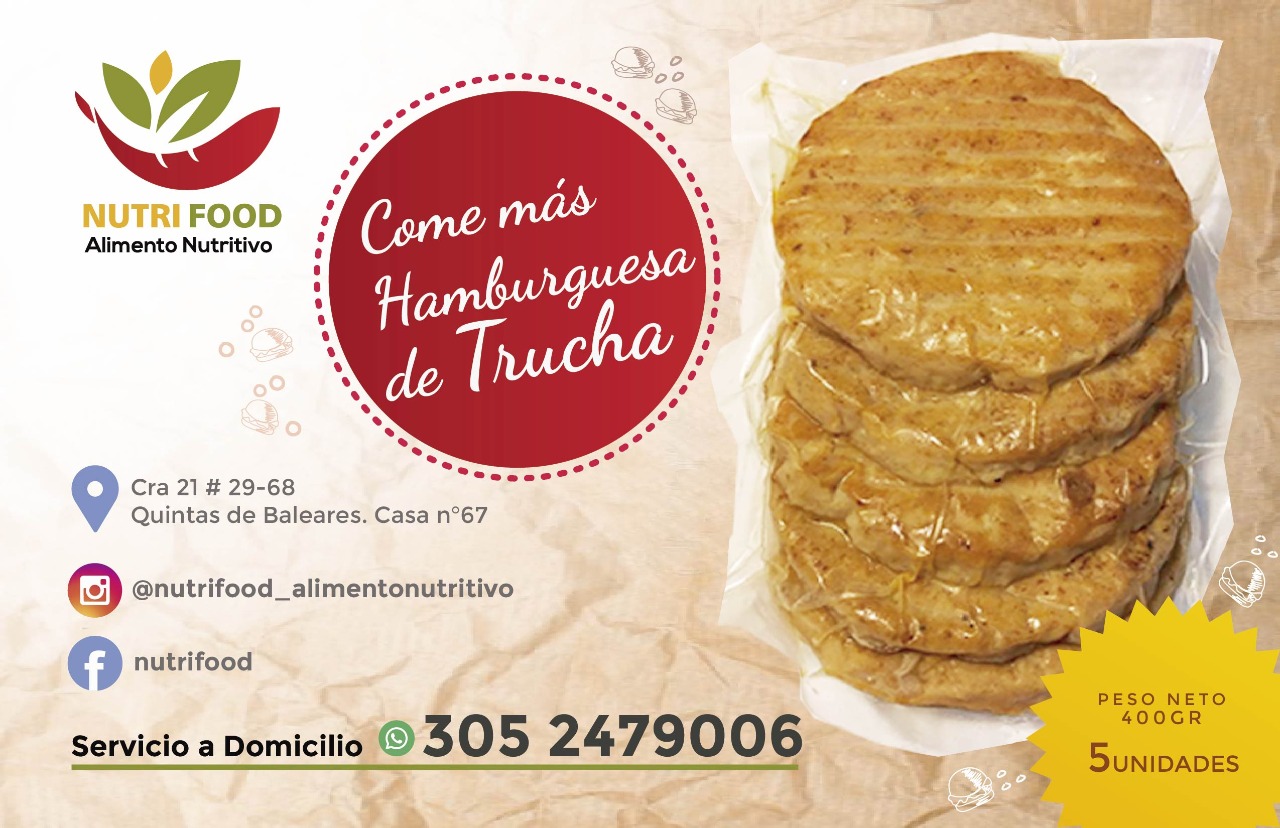 NUTRI FOOD
Alimento Nutritivo
Come más
Hamburguesa
de Trucha
Cra 21 # 29-68
Quintas de Baleares. Casa n°67
@nutrifood_alimentonutritivo
nutrifood
Servicio a Domicilio 305 2479006
PESO NETO
400GR
5UNIDADES